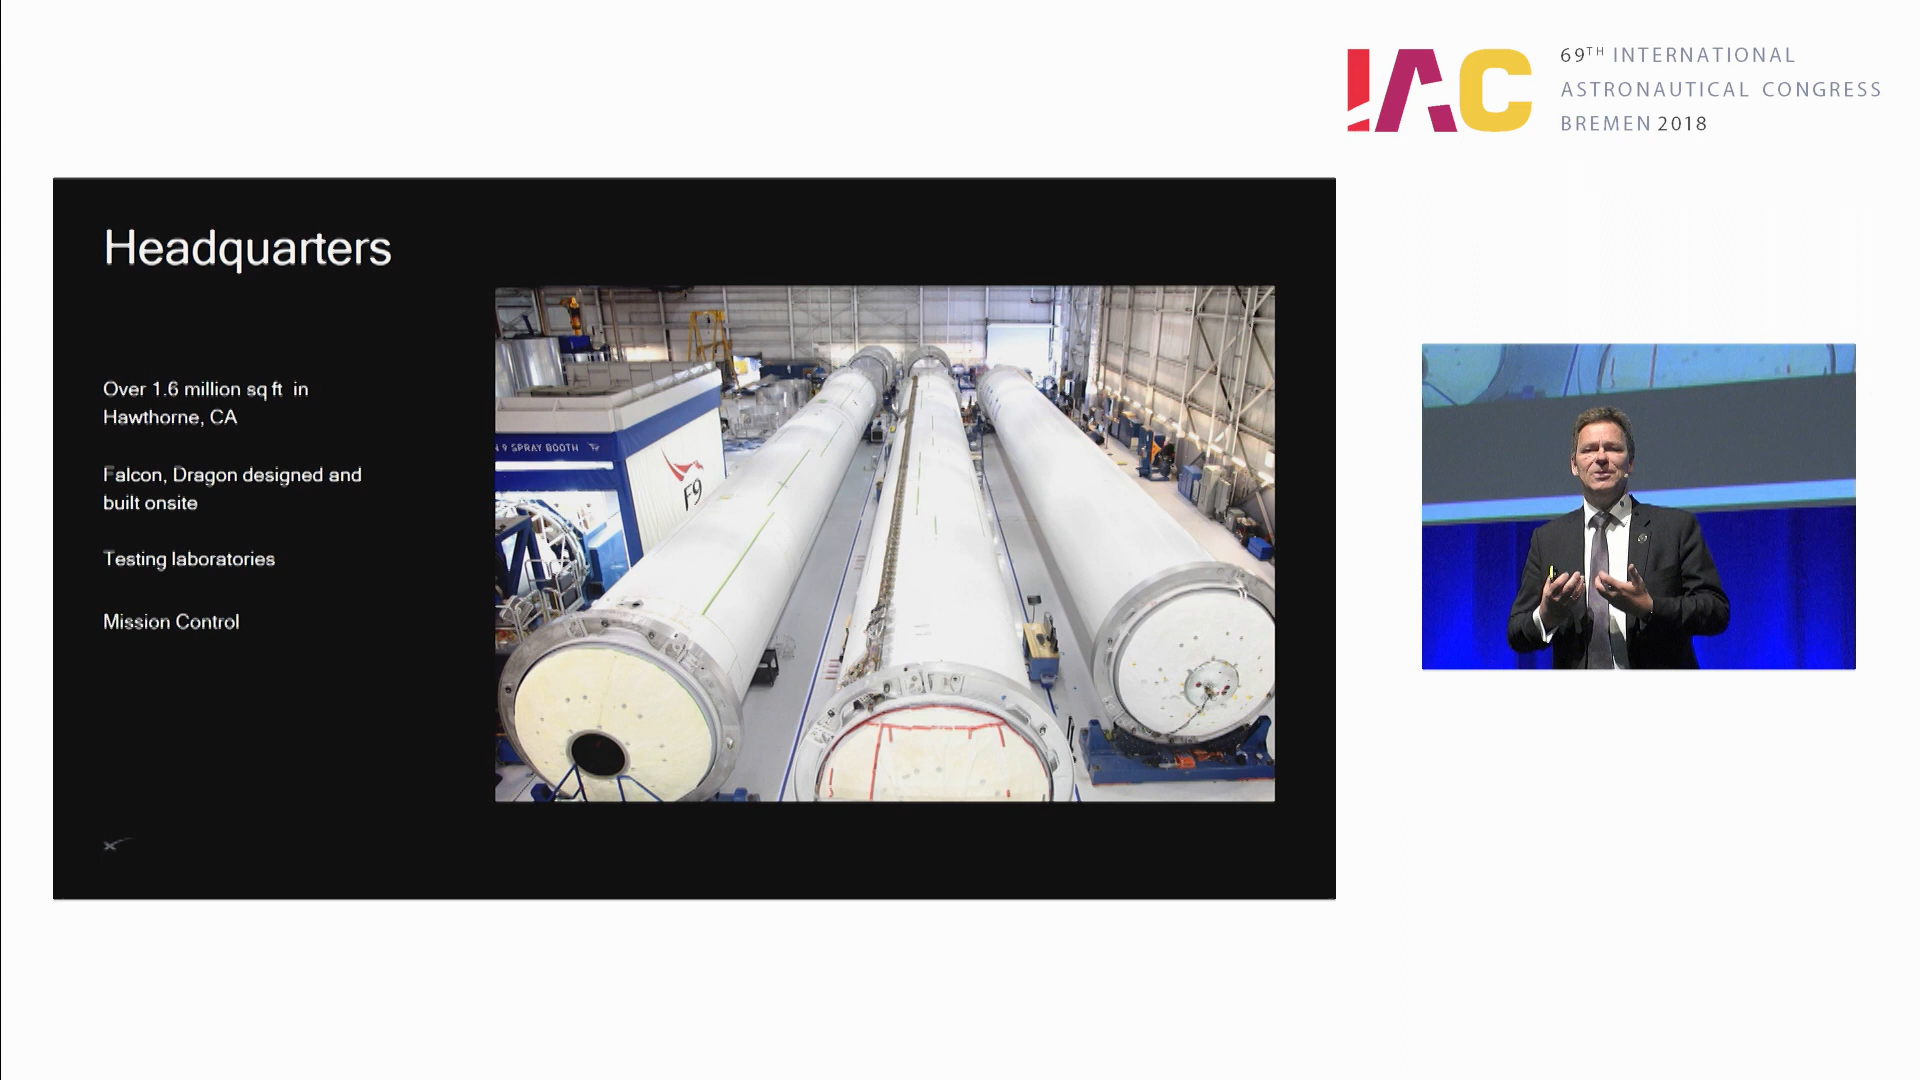 IAC
69TH INTERNATIONAL
ASTRONAUTICAL CONGRESS
BREMEN 2018
Headquarters
Over 1.6 million sq ft in
Hawthorne, CA
Falcon, Dragon designed and
built onsite
Testing laboratories
Mission Control
9 SPRAY BOOTH
F9